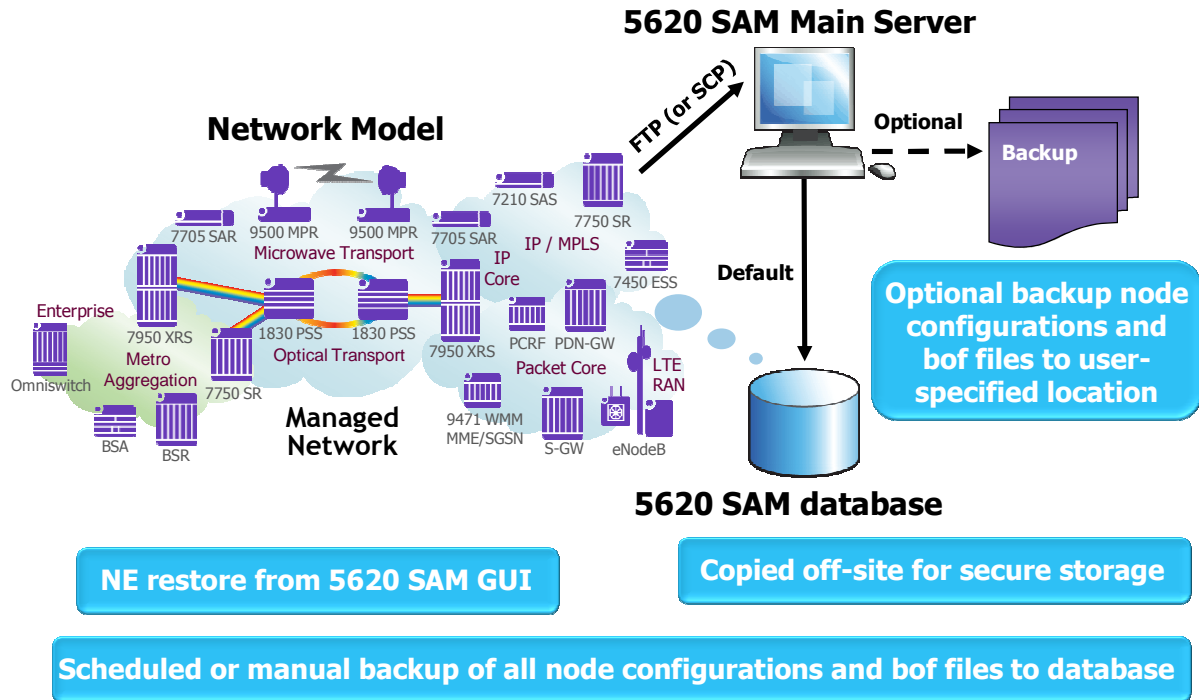 5620 SAM Main Server
FTP (or SCP)
Optional
Backup
Network Model
7210 SAS
7750 SR
7705 SAR
9500 MPR
9500 MPR
7705 SAR
Microwave Transport
IP / MPLS
IP
Core
7450 ESS
Default
Enterprise
7950 XRS
1830 PSS
1830 PSS
7950 XRS
PCRF
PDN-GW
Omniswitch
Metro
Aggregation
7750 SR
Optical Transport
Packet Core
LTE
RAN
BSA
BSR
Managed
Network
9471 WMM
MME/SGSN
S-GW
eNodeB
Optional backup node
configurations and
bof files to user-
specified location
5620 SAM database
NE restore from 5620 SAM GUI
Copied off-site for secure storage
Scheduled or manual backup of all node configurations and bof files to database